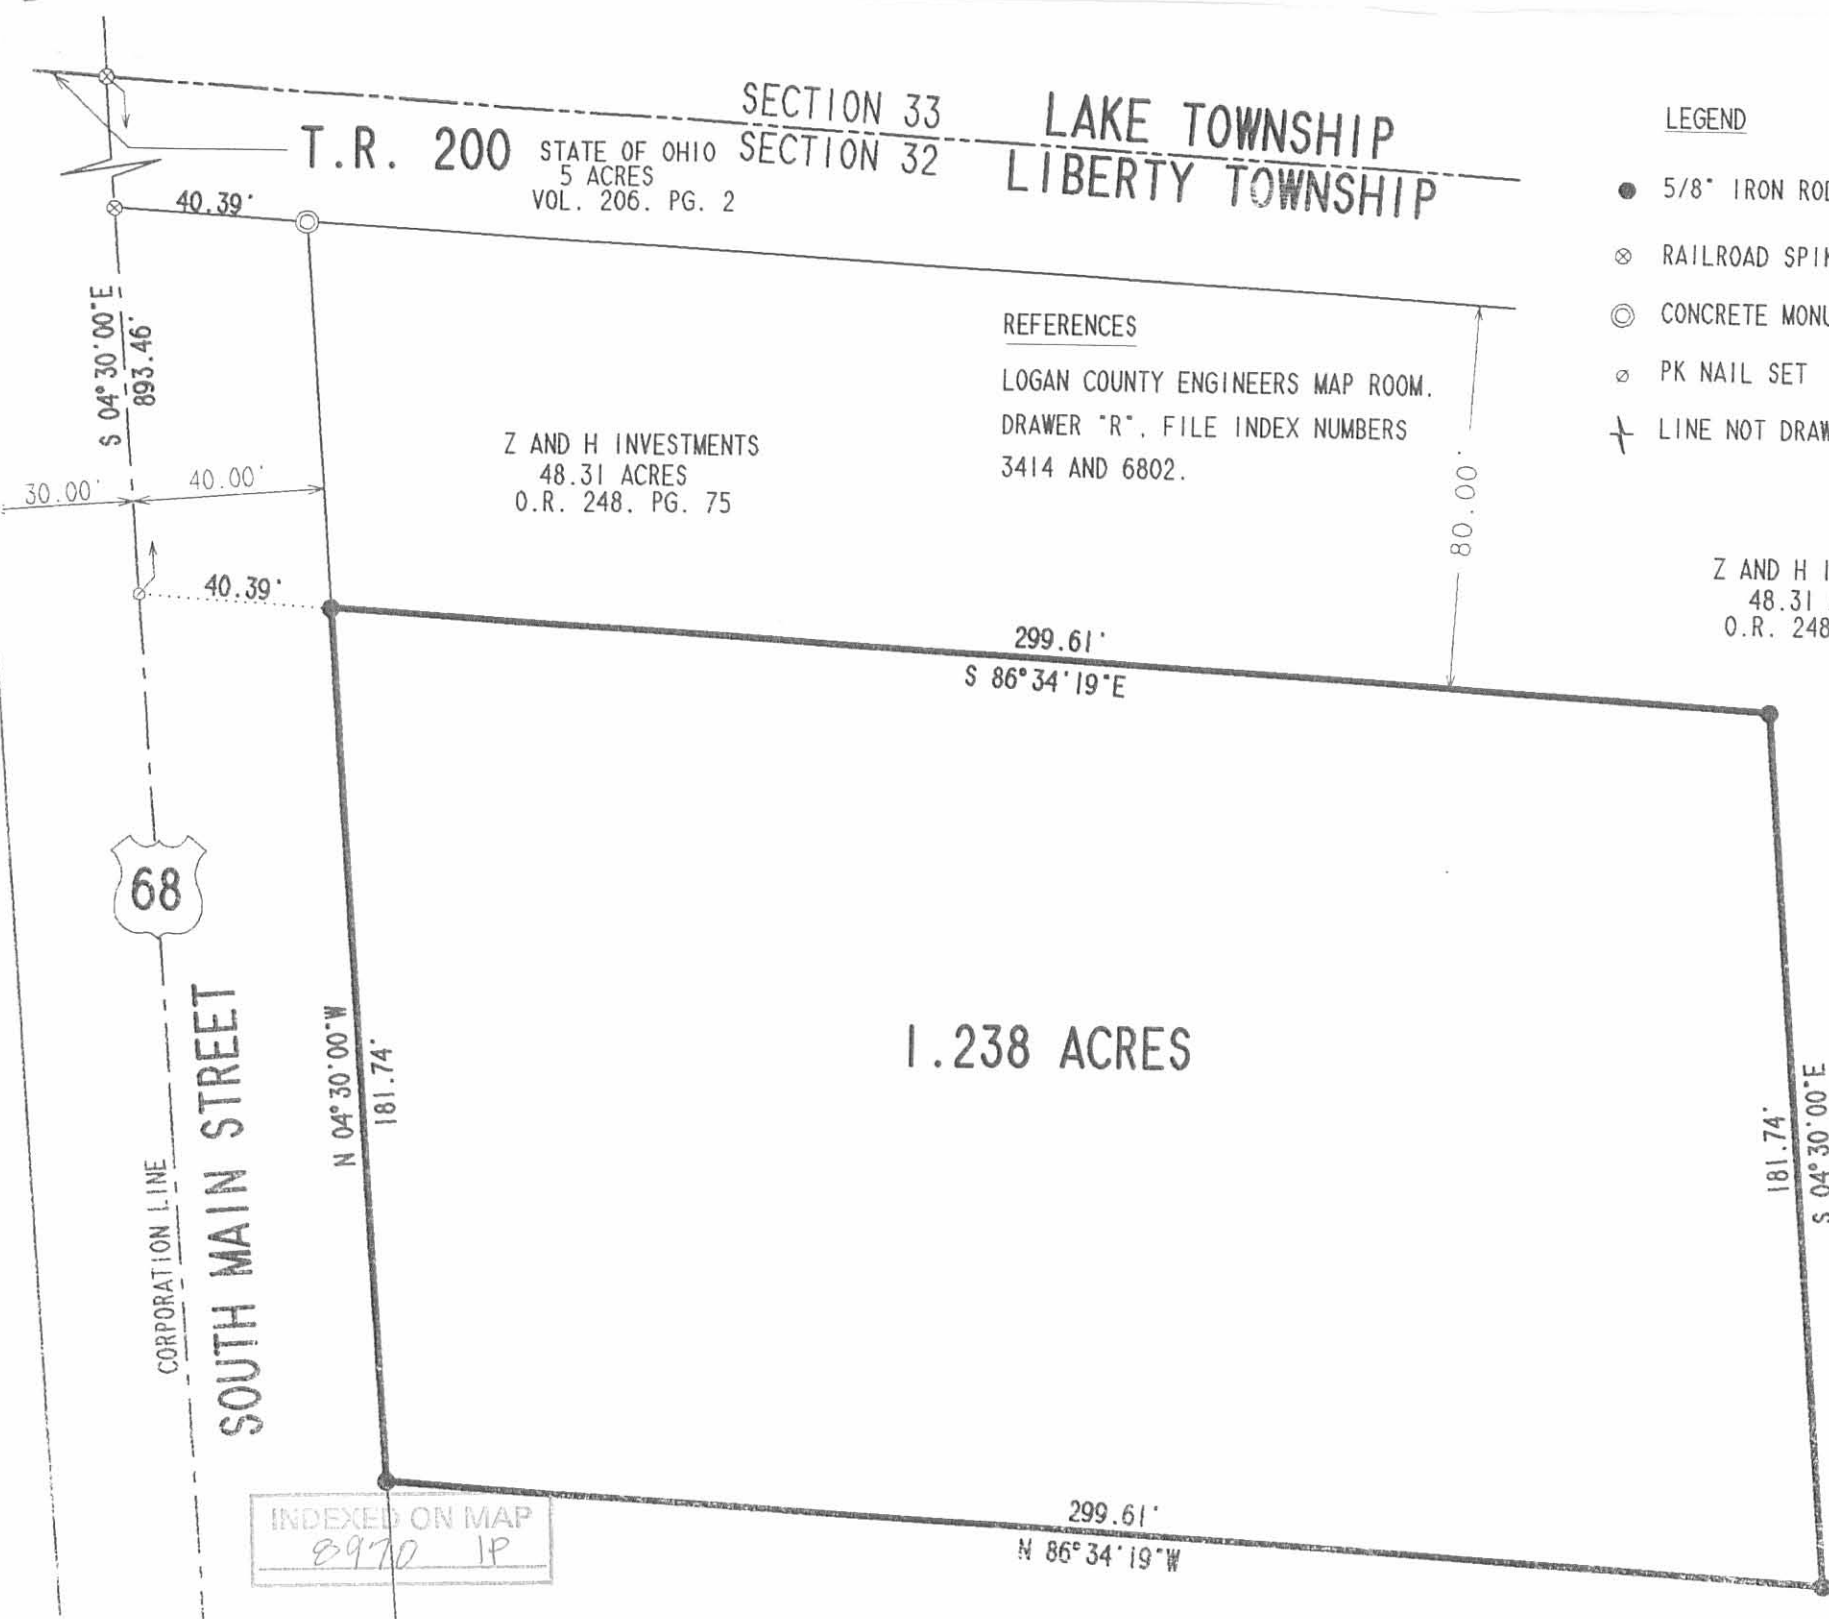 SECTION 33
LAKE TOWNSHIP
LEGEND
T.R. 200
STATE OF OHIO
5 ACRES
VOL. 206. PG. 2
SECTION 32
LIBERTY TOWNSHIP
5/8" IRON ROD
RAILROAD SPIK
CONCRETE MONU
PK NAIL SET
LINE NOT DRAW
40.39'
S 04°30'00"E
893.46'
REFERENCES
LOGAN COUNTY ENGINEERS MAP ROOM.
DRAWER "R", FILE INDEX NUMBERS
3414 AND 6802.
Z AND H INVESTMENTS
48.31 ACRES
O.R. 248. PG. 75
30.00'
40.00'
80.00'
40.39'
Z AND H I
48.31
O.R. 248
299.61'
S 86°34'19"E
68
SOUTH MAIN STREET
CORPORATION LINE
N 04°30'00"W
181.74'
1.238 ACRES
181.74'
S 04°30'00"E
INDEXED ON MAP
8970 IP
299.61'
N 86°34'19"W